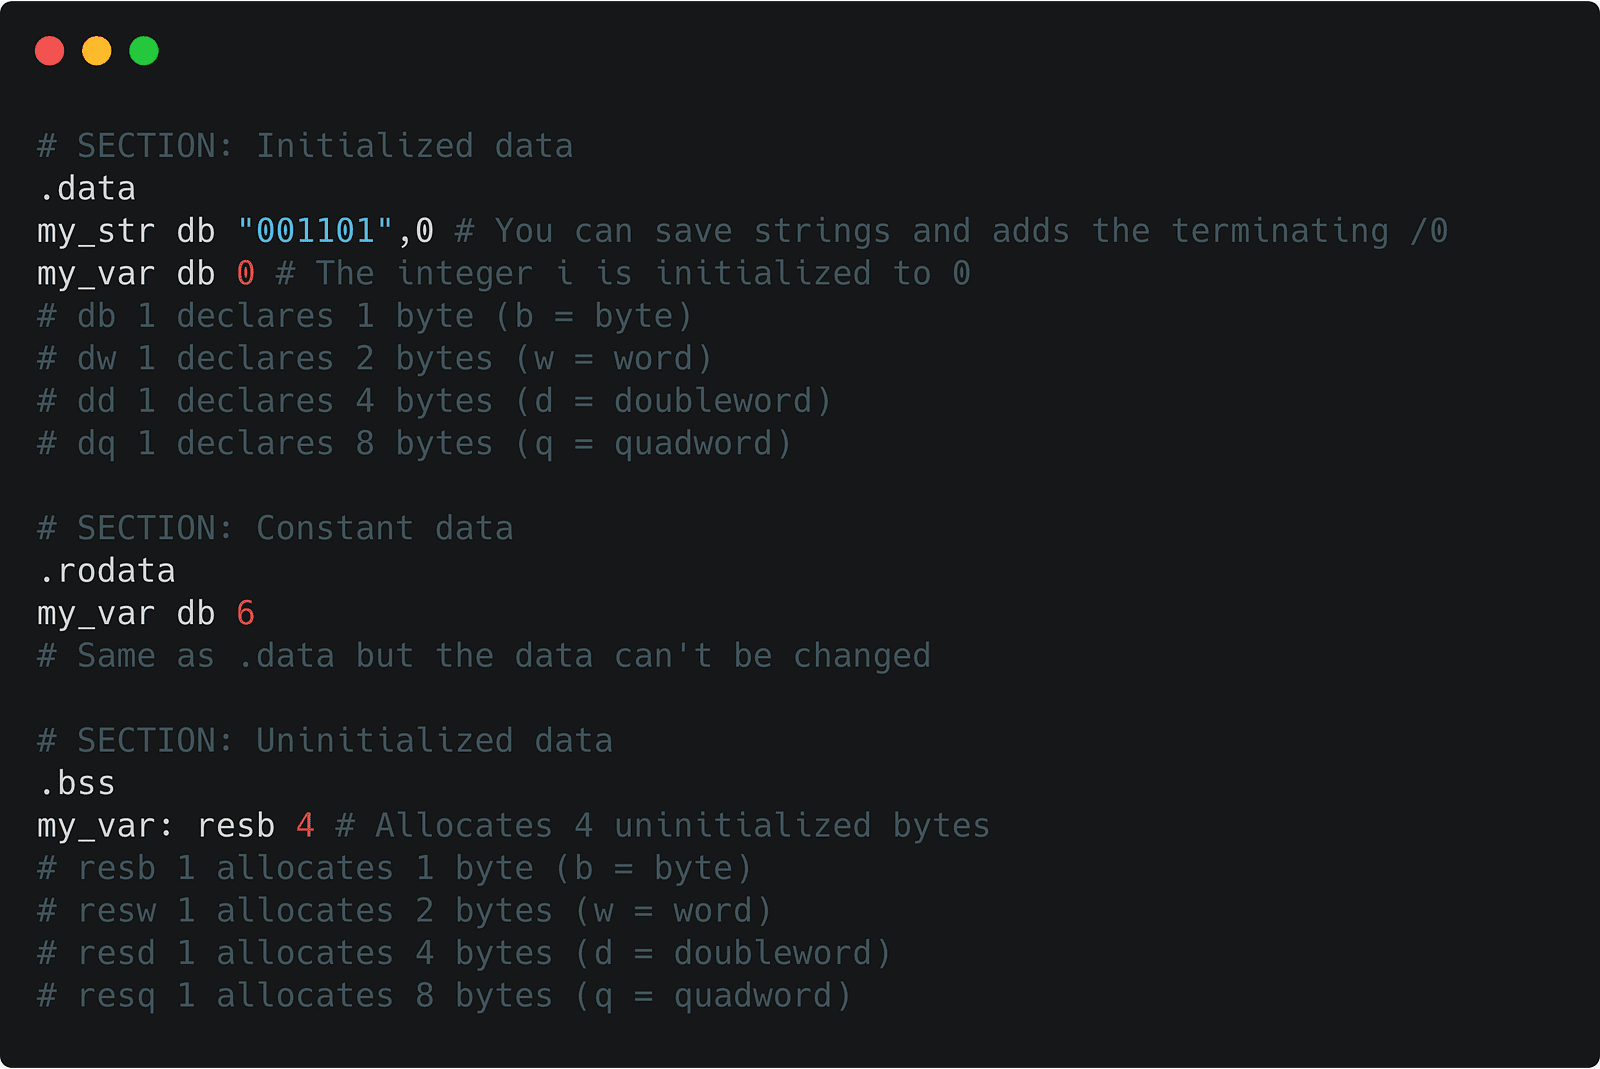 # SECTION: Initialized data
.data
my_str db "001101",0 # You can save strings and adds the terminating /0
my_var db 0 # The integer i is initialized to 0
# db 1 declares 1 byte (b = byte)
# dw 1 declares 2 bytes (w = word)
# dd 1 declares 4 bytes (d = doubleword)
# dq 1 declares 8 bytes (q = quadword)
# SECTION: Constant data
.rodata
my_var db 6
# Same as .data but the data can't be changed
# SECTION: Uninitialized data
.bss
my_var: resb 4 # Allocates 4 uninitialized bytes
# resb 1 allocates 1 byte (b = byte)
# resw 1 allocates 2 bytes (w = word)
# resd 1 allocates 4 bytes (d = doubleword)
# resq 1 allocates 8 bytes (q = quadword)